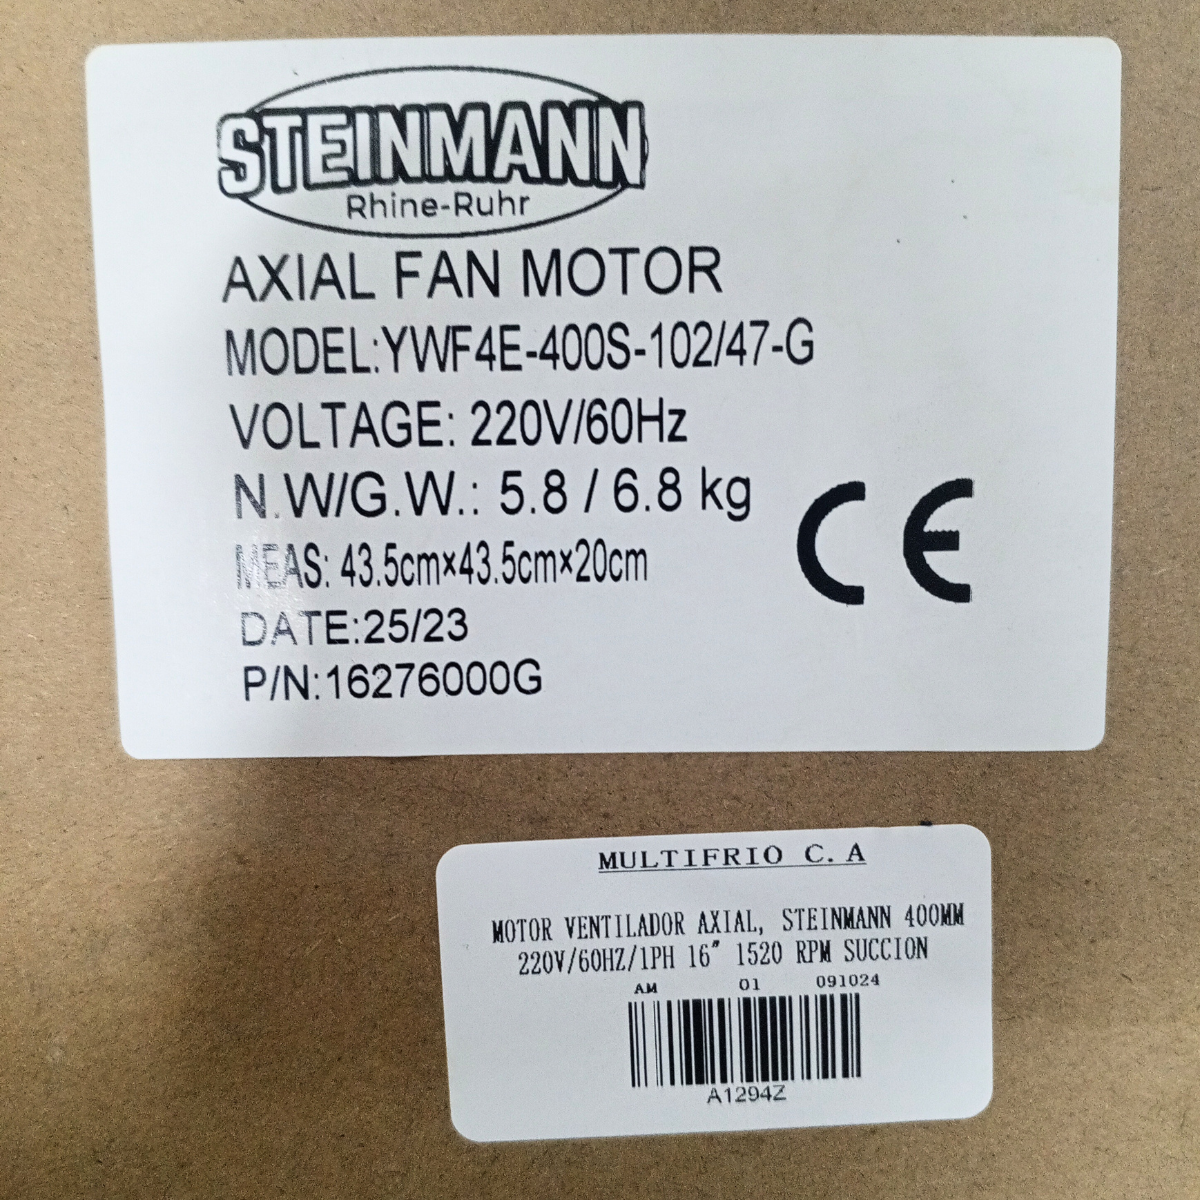 STEINMANN
Rhine-Ruhr
AXIAL FAN MOTOR
MODEL:YWF4E-400S-102/47-G
VOLTAGE: 220V/60Hz
N.W/G.W.: 5.8 / 6.8 kg
MEAS: 43.5cm×43.5cm×20cm
DATE:25/23
P/N:16276000G
CE
MULTIFRIO C. A
MOTOR VENTILADOR AXIAL, STEINMANN 400MM
220V/60HZ/1PH 16" 1520 RPM SUCCION
AM 01 091024
A1294Z